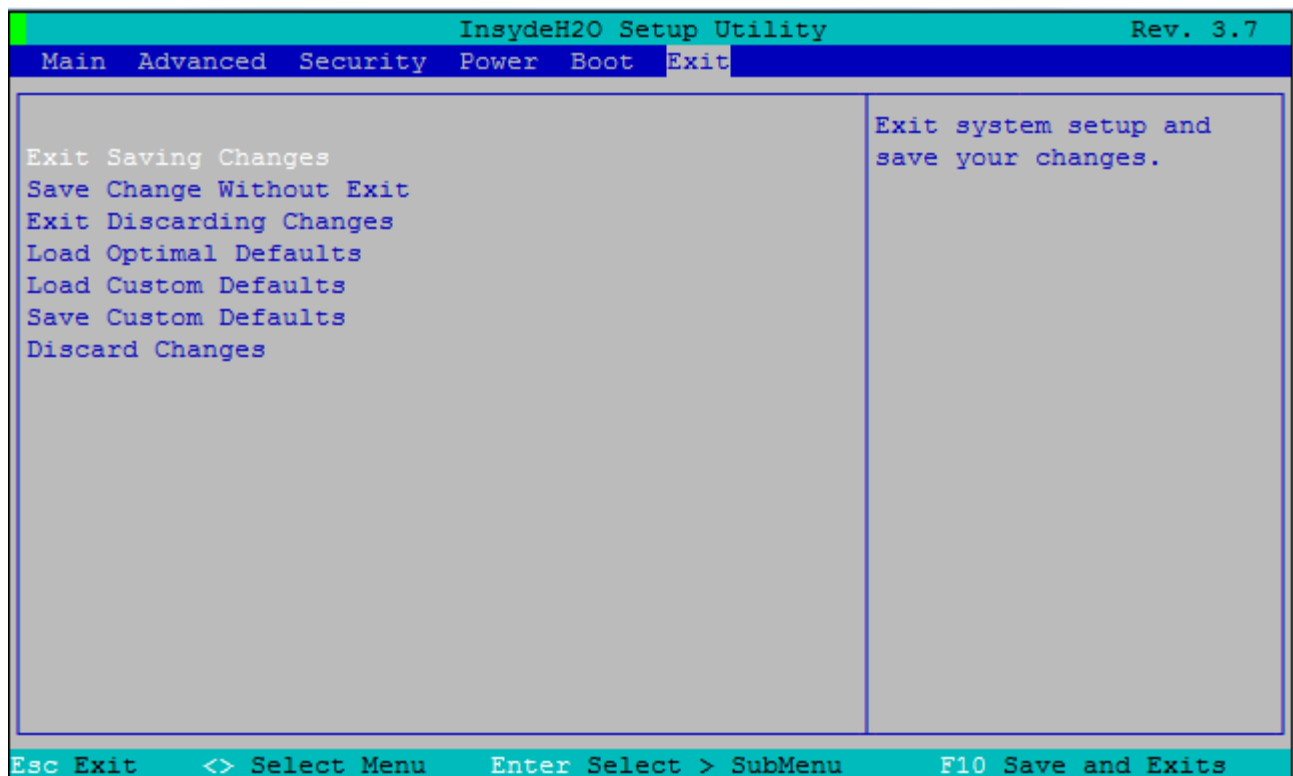 InsydeH2O Setup Utility Rev. 3.7
Main Advanced Security Power Boot Exit
Exit Saving Changes
Save Change Without Exit
Exit Discarding Changes
Load Optimal Defaults
Load Custom Defaults
Save Custom Defaults
Discard Changes
Exit system setup and
save your changes.
Esc Exit <> Select Menu Enter Select > SubMenu F10 Save and Exits